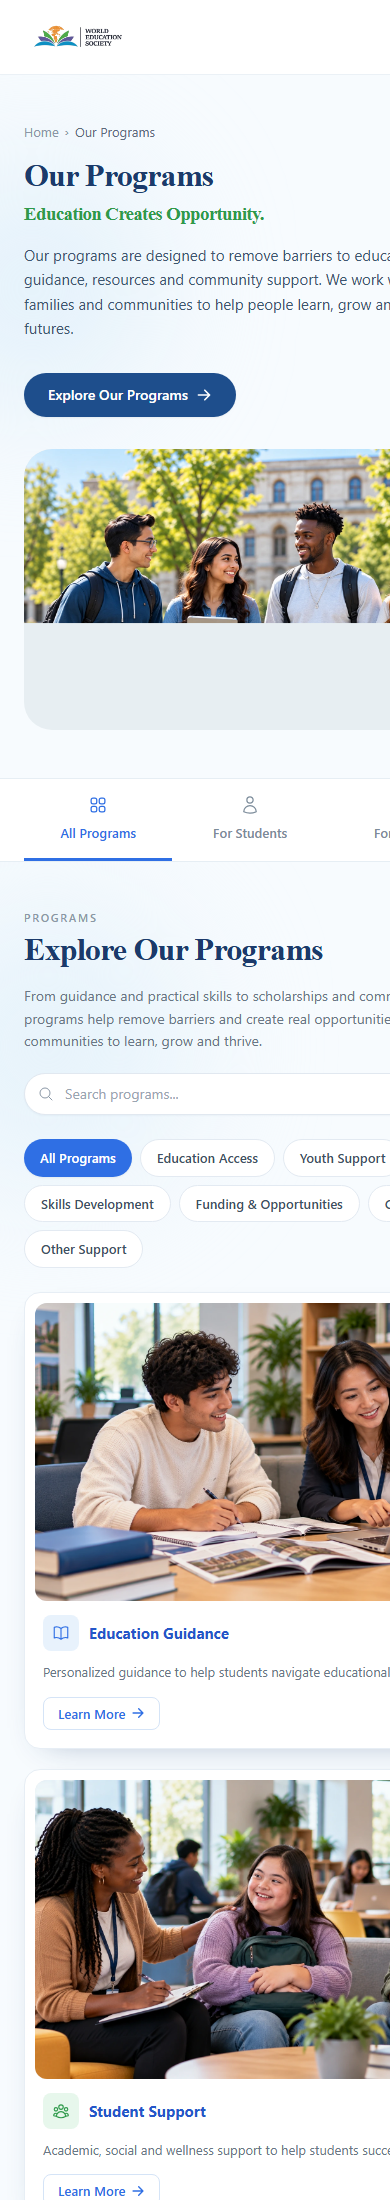 WORLD
EDUCATION
SOCIETY
Home › Our Programs
Our Programs
Education Creates Opportunity.
Our programs are designed to remove barriers to educa
guidance, resources and community support. We work
families and communities to help people learn, grow an
futures.
Explore Our Programs →
All Programs
For Students
For
PROGRAMS
Explore Our Programs
From guidance and practical skills to scholarships and comm
programs help remove barriers and create real opportunitie
communities to learn, grow and thrive.
Search programs...
All Programs
Education Access
Youth Support
Skills Development
Funding & Opportunities
Other Support
Education Guidance
Personalized guidance to help students navigate educational
Learn More →
Student Support
Academic, social and wellness support to help students succe
Learn More →